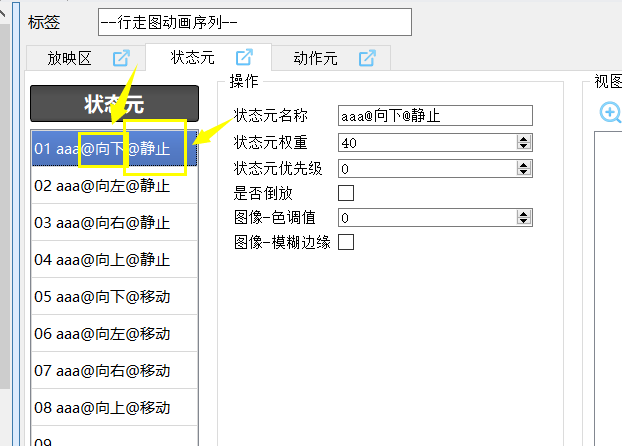 标签 --行走图动画序列--
放映区 状态元 动作元
状态元
01 aaa@向下@静止
02 aaa@向左@静止
03 aaa@向右@静止
04 aaa@向上@静止
05 aaa@向下@移动
06 aaa@向左@移动
07 aaa@向右@移动
08 aaa@向上@移动
09
操作
状态元名称 aaa@向下@静止
状态元权重 40
状态元优先级 0
是否倒放
图像-色调值 0
图像-模糊边缘
视图